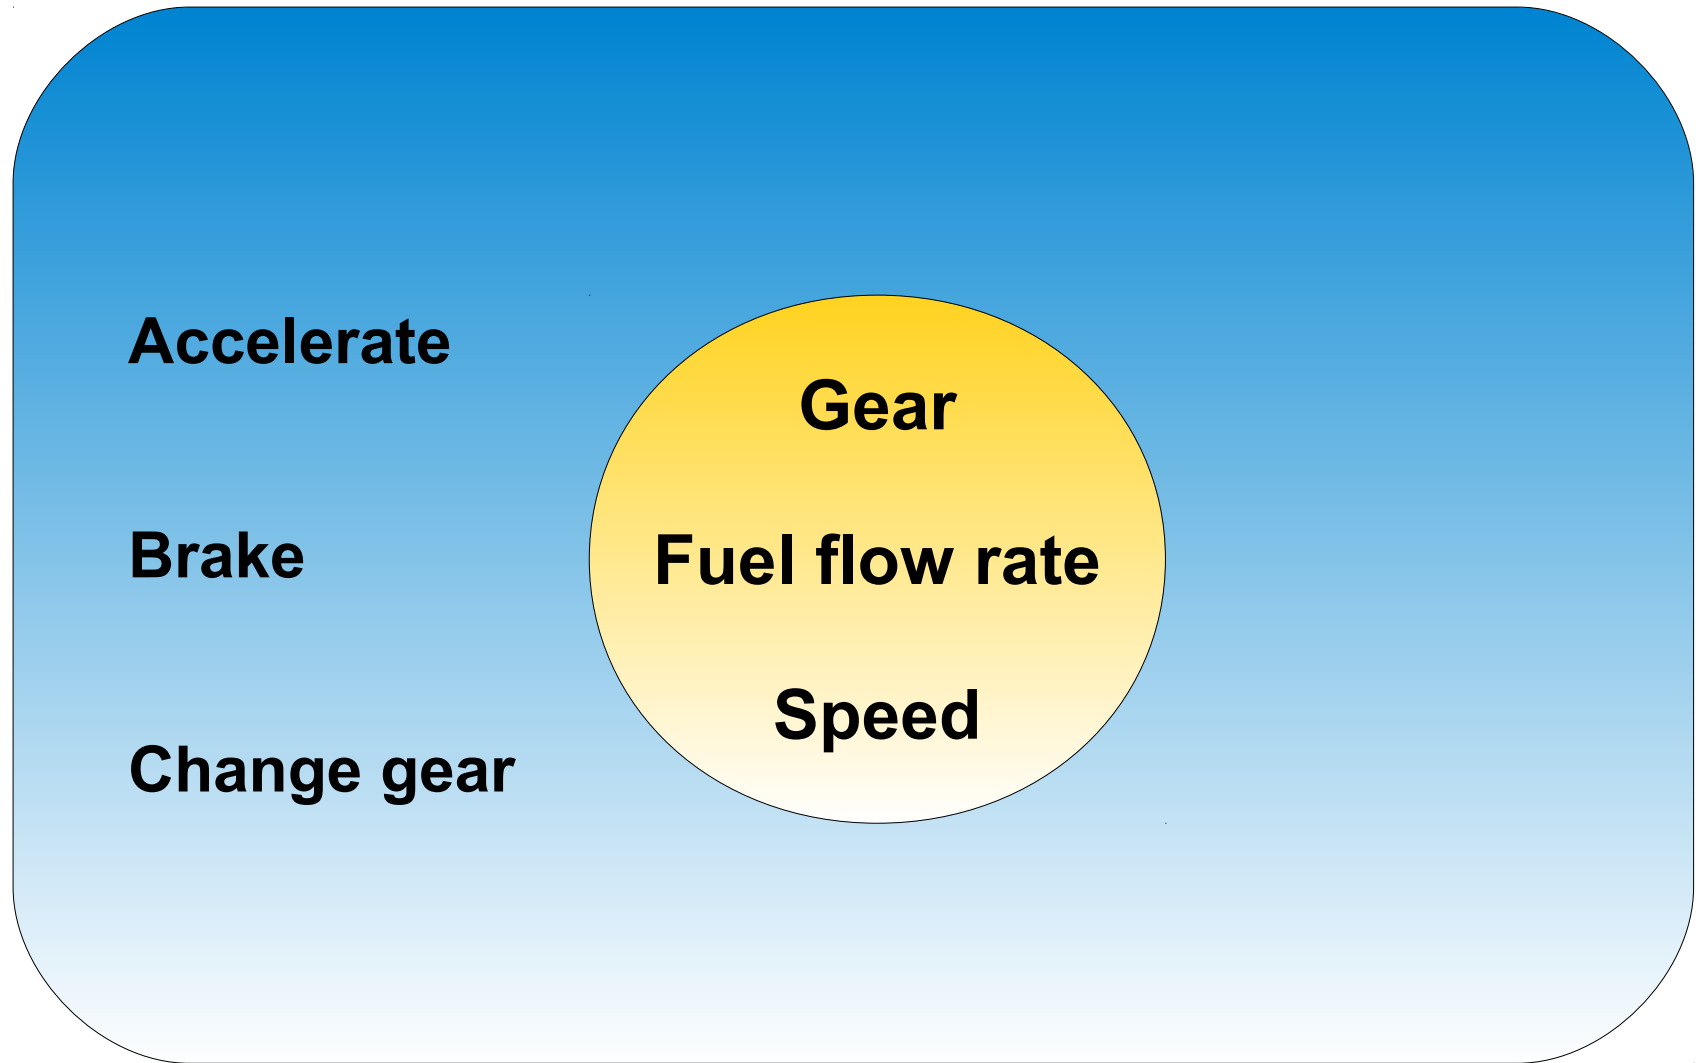 Accelerate
Brake
Change gear
Gear
Fuel flow rate
Speed